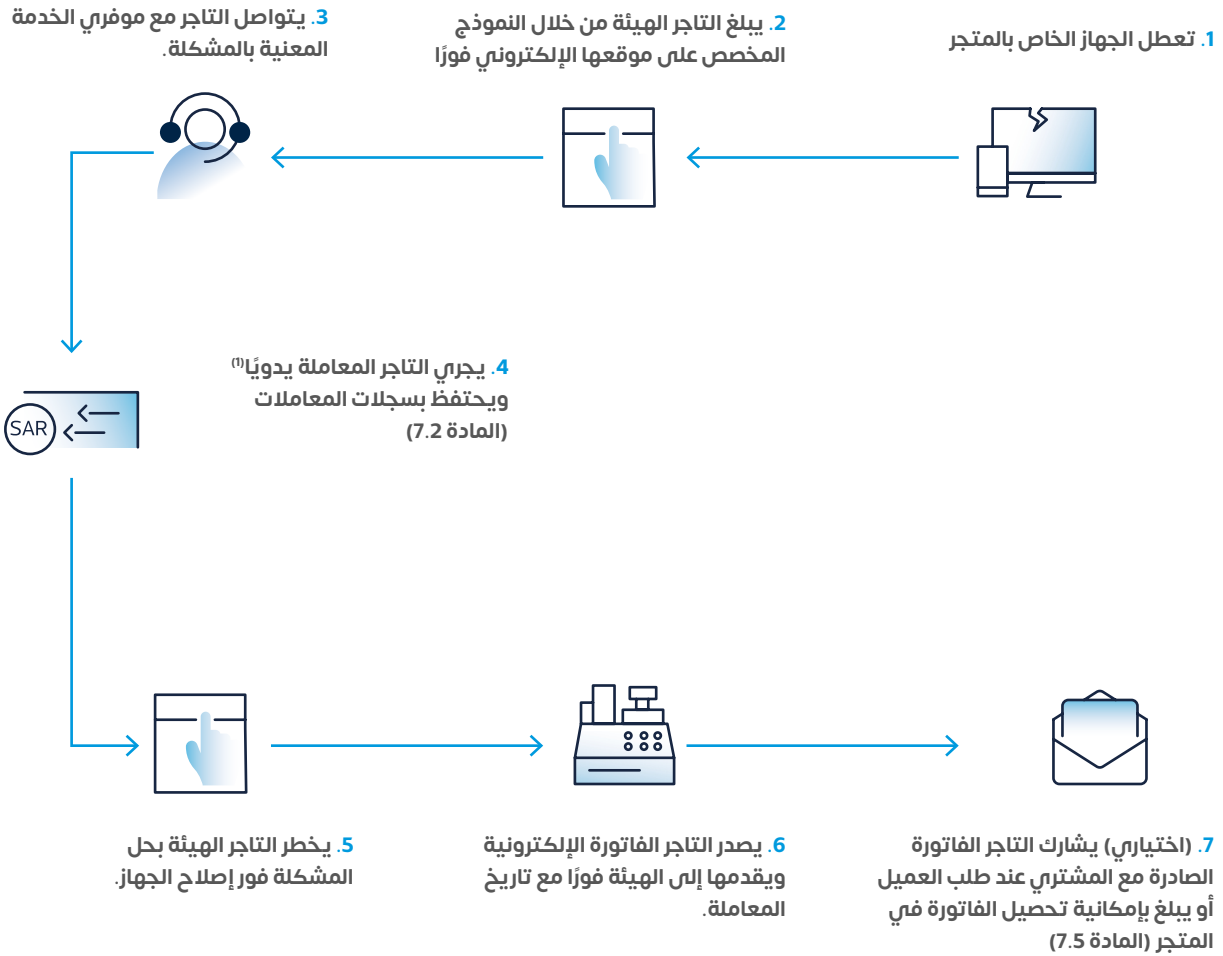 1. تعطل الجهاز الخاص بالمتجر
2. يبلغ التاجر الهيئة من خلال النموذج
المخصص على موقعها الإلكتروني فورًا
3. يتواصل التاجر مع موفري الخدمة
المعنية بالمشكلة.
4. يجري التاجر المعاملة يدويًا(1)
ويحتفظ بسجلات المعاملات
(المادة 7.2)
SAR
5. يخطر التاجر الهيئة بحل
المشكلة فور إصلاح الجهاز.
6. يصدر التاجر الفاتورة الإلكترونية
ويقدمها إلى الهيئة فورًا مع تاريخ
المعاملة.
7. (اختياري) يشارك التاجر الفاتورة
الصادرة مع المشتري عند طلب العميل
أو يبلغ بإمكانية تحصيل الفاتورة في
المتجر (المادة 7.5)